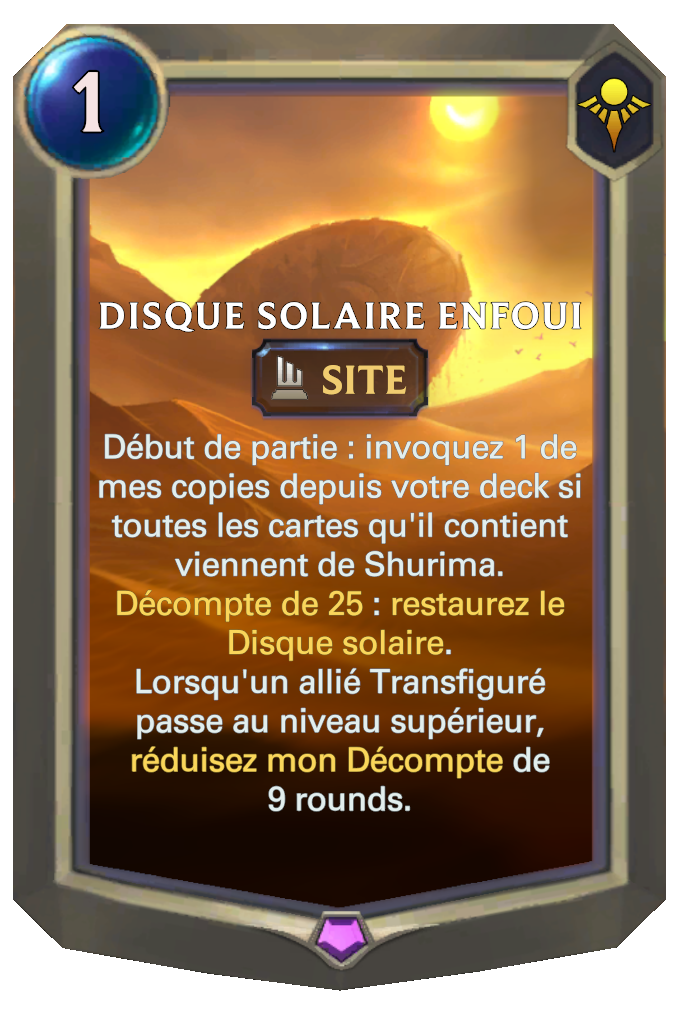 1
DISQUE SOLAIRE ENFOUI
SITE
Début de partie : invoquez 1 de
mes copies depuis votre deck si
toutes les cartes qu'il contient
viennent de Shurima.
Décompte de 25 : restaurez le
Disque solaire.
Lorsqu'un allié Transfiguré
passe au niveau supérieur,
réduisez mon Décompte de
9 rounds.